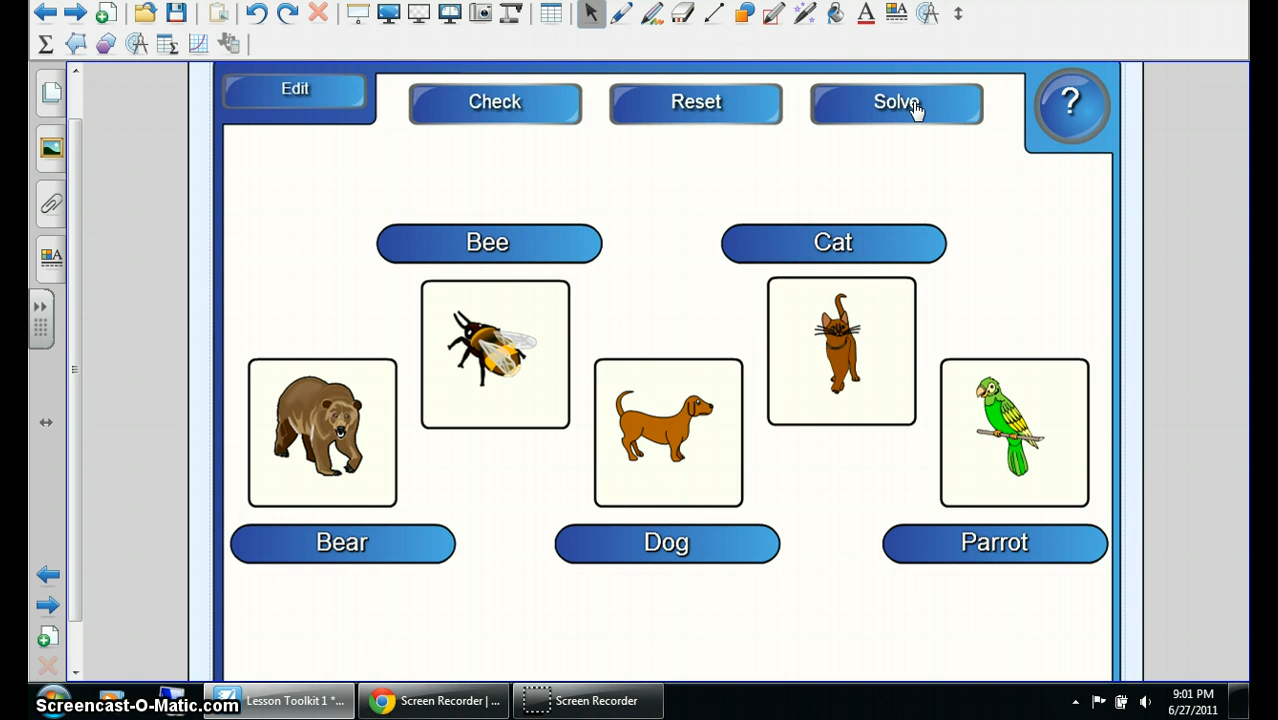 Edit
Check
Reset
Solve
?
Bee
Cat
Bear
Dog
Parrot
Lesson Toolkit 1 *...
Screen Recorder | ...
Screen Recorder
9:01 PM
6/27/2011
Screencast-O-Matic.com